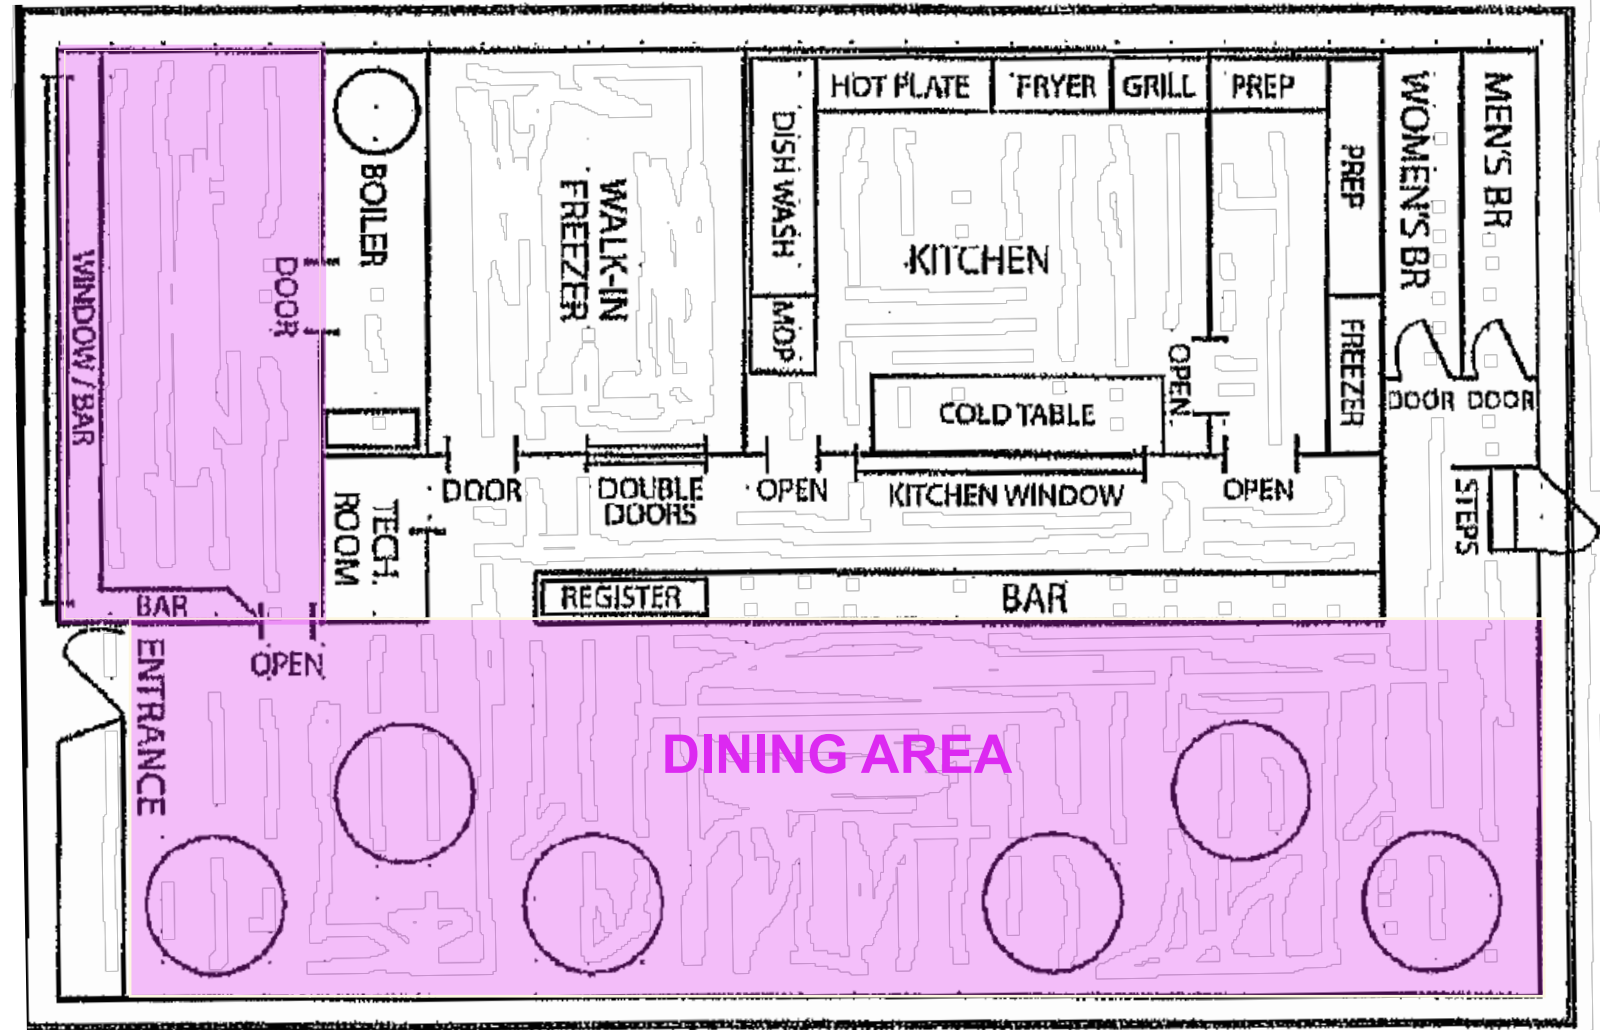 HOT PLATE
FRYER
GRILL
PREP
WOMEN'S BR
MEN'S BR
DISH WASH
PREP
BOILER
WALK-IN
FREEZER
WINDOW / BAR
DOOR
KITCHEN
MOP
OPEN
FREEZER
DOOR
DOOR
COLD TABLE
DOOR
DOUBLE
DOORS
OPEN
KITCHEN WINDOW
OPEN
STEPS
TECH.
ROOM
BAR
REGISTER
BAR
ENTRANCE
OPEN
DINING AREA